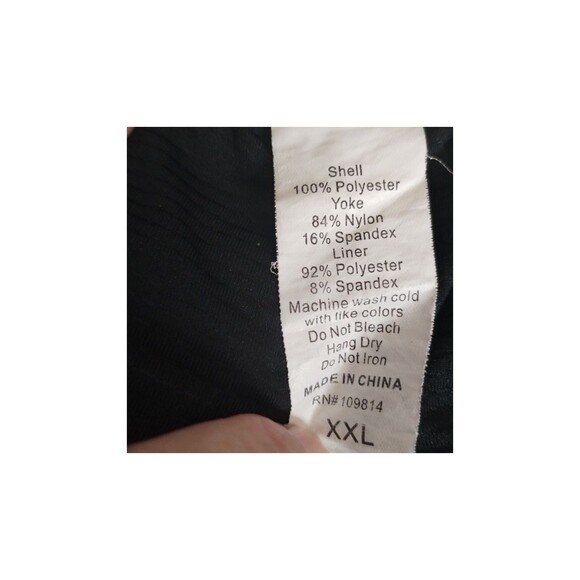 Shell
100% Polyester
Yoke
84% Nylon
16% Spandex
Liner
92% Polyester
8% Spandex
Machine wash cold
with like colors
Do Not Bleach
Hang Dry
Do Not Iron
MADE IN CHINA
RN# 109814
XXL